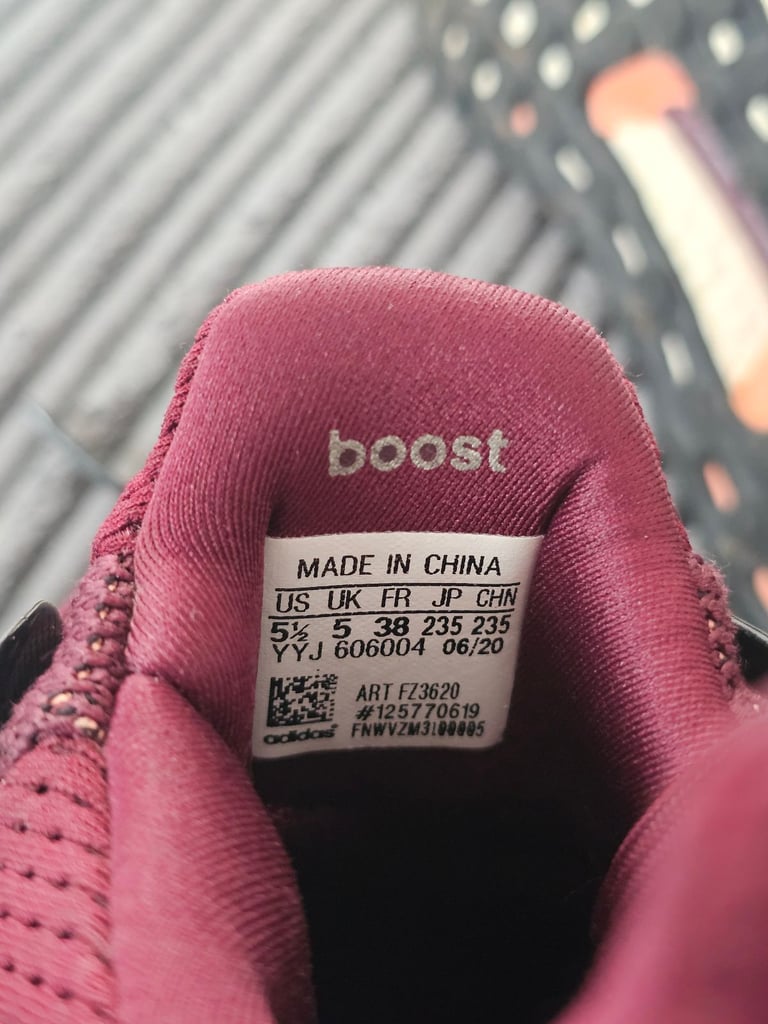 boost
MADE IN CHINA
US UK FR JP CHN
5½ 5 38 235 235
YYJ 606004 06/20
ART FZ3620
#125770619
adidas